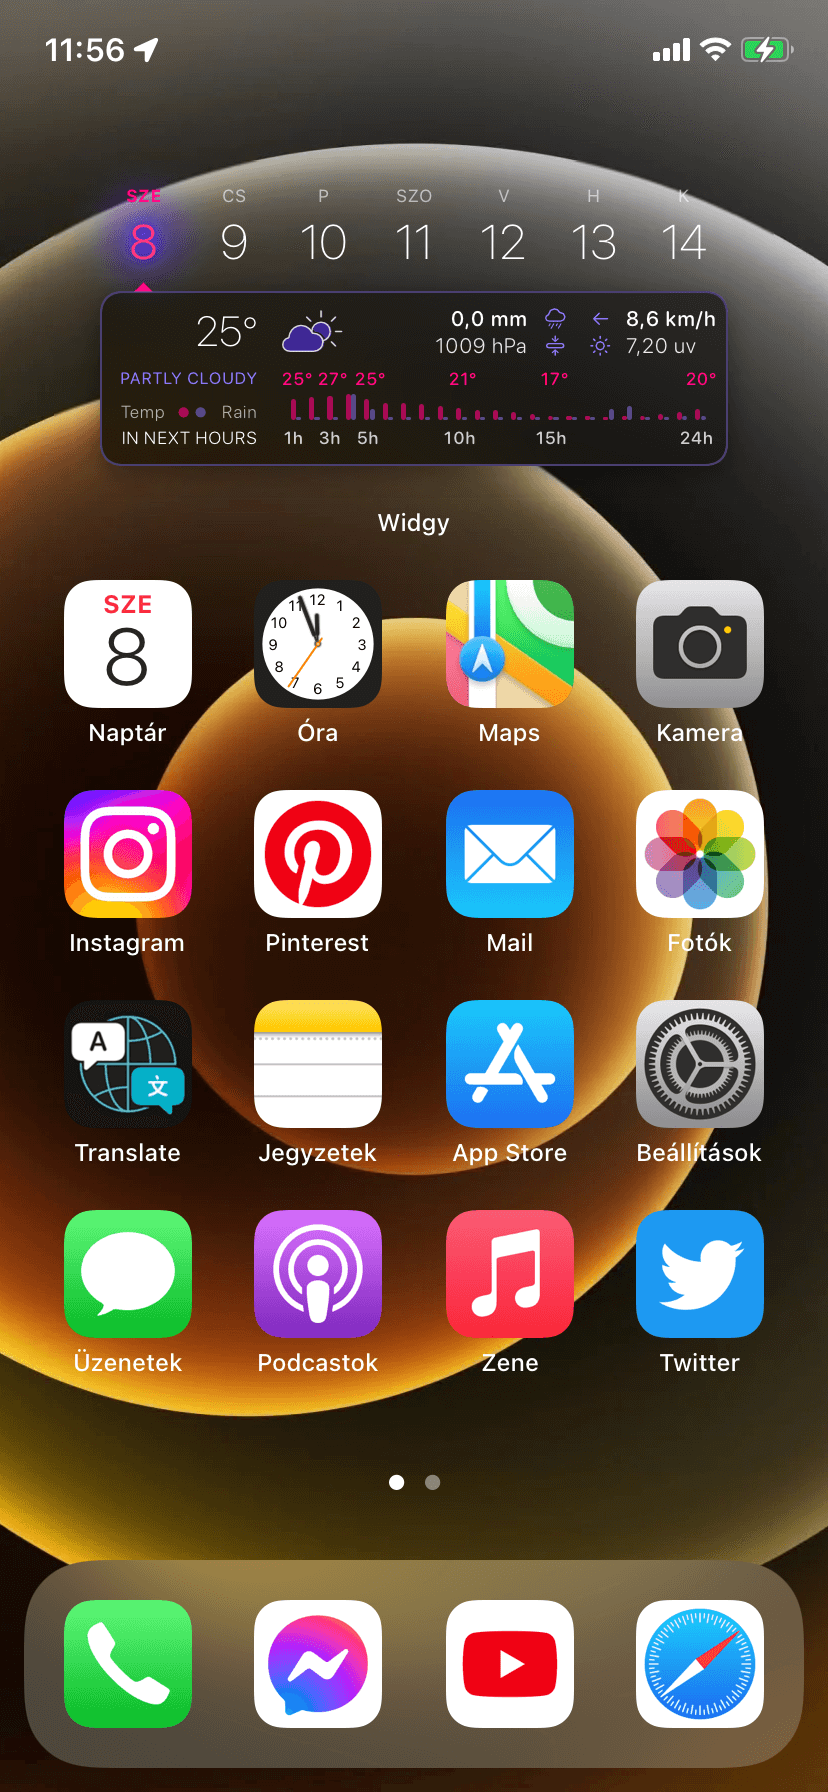 11:56
SZE CS P SZO V H K
8 9 10 11 12 13 14
25° 0,0 mm 8,6 km/h
1009 hPa 7,20 uv
PARTLY CLOUDY 25° 27° 25° 21° 17° 20°
Temp Rain
IN NEXT HOURS 1h 3h 5h 10h 15h 24h
Widgy
SZE
8
12 1 2 3 4 5 6 7 8 9 10 11
Naptár Óra Maps Kamera
Instagram Pinterest Mail Fotók
A 文
Translate Jegyzetek App Store Beállítások
Üzenetek Podcastok Zene Twitter